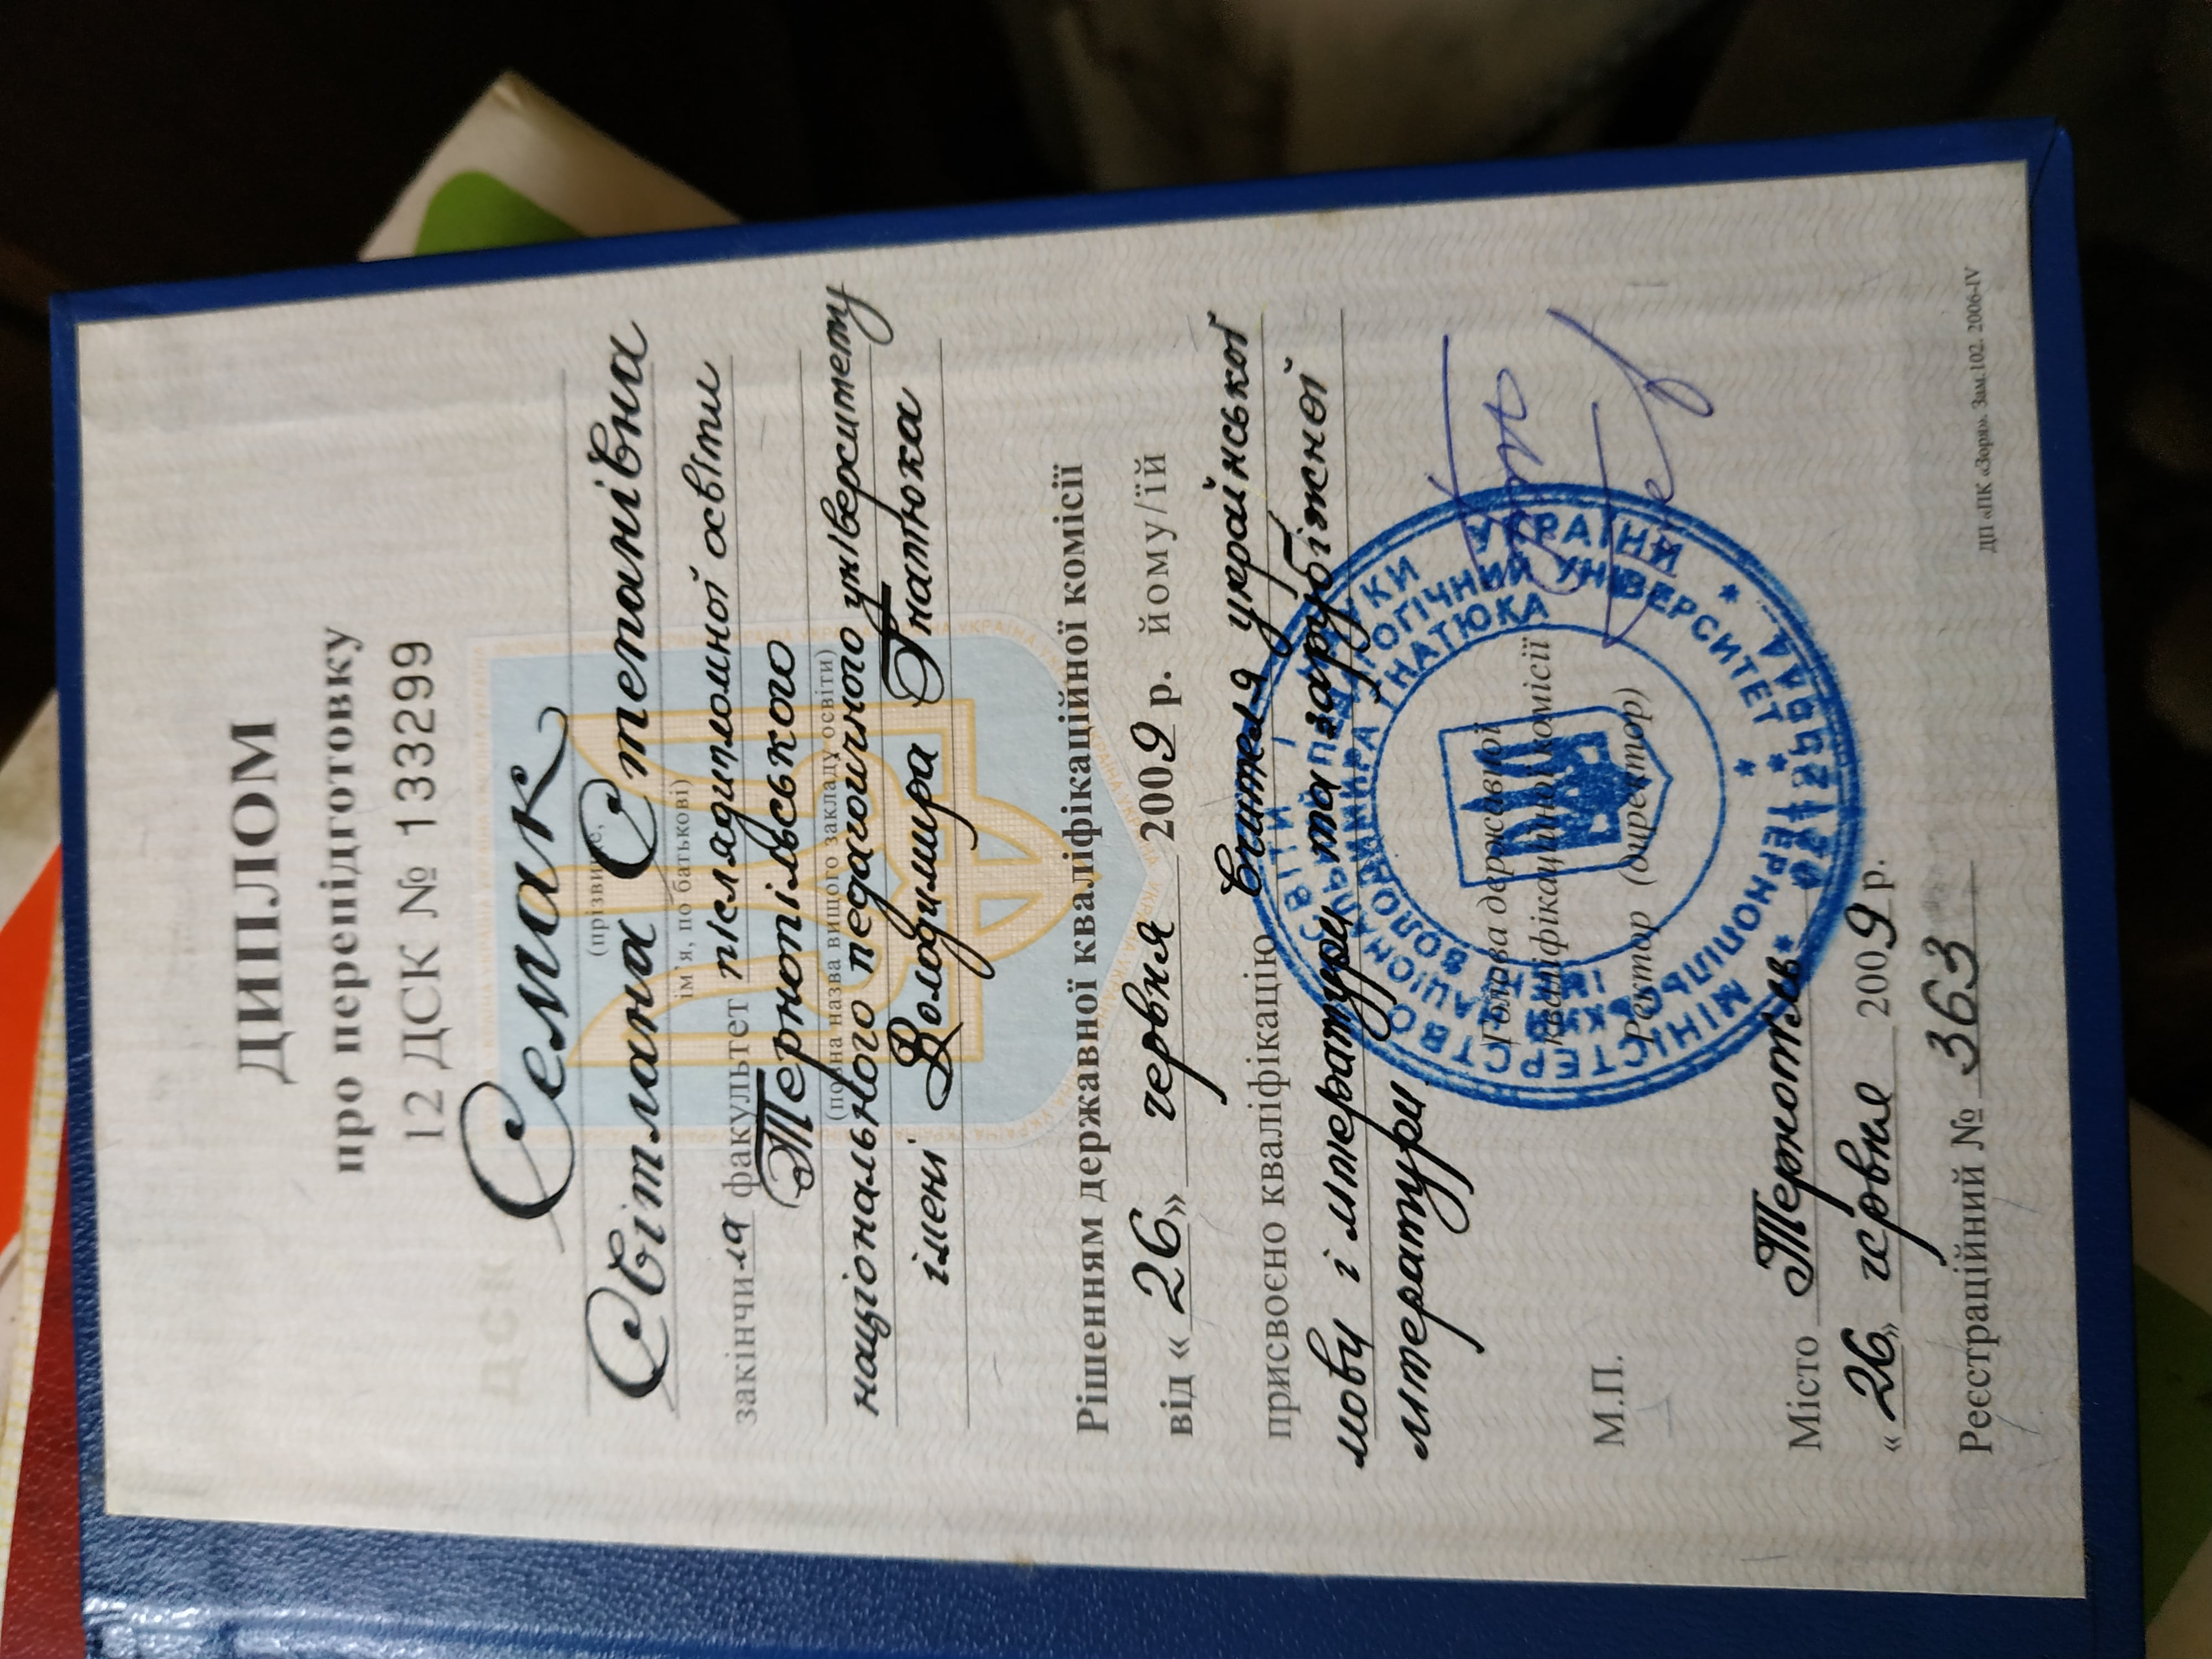 ДИПЛОМ
про перепідготовку
12 ДСК № 133299
ДСК
Семак
(прізвище,
Світлана Степанівна
ім'я, по батькові)
закінчила факультет післядипломної освіти
Тернопільського
(повна назва вищого закладу освіти)
національного педагогічного університету
імені Володимира Гнатюка
Рішенням державної кваліфікаційної комісії
від «26» червня 2009 р. йому/їй
присвоєно кваліфікацію вчителя української
мови і літератури та зарубіжної
літератури
Голова державної
кваліфікаційної комісії
М.П. Ректор (директор)
МІНІСТЕРСТВО ОСВІТИ І НАУКИ УКРАЇНИ
ТЕРНОПІЛЬСЬКИЙ НАЦІОНАЛЬНИЙ ПЕДАГОГІЧНИЙ УНІВЕРСИТЕТ
ІМЕНІ ВОЛОДИМИРА ГНАТЮКА
Місто Тернопіль
«26» червня 2009 р.
Реєстраційний № 363
ДП «ПК «Зоря». Зам.102. 2006-IV